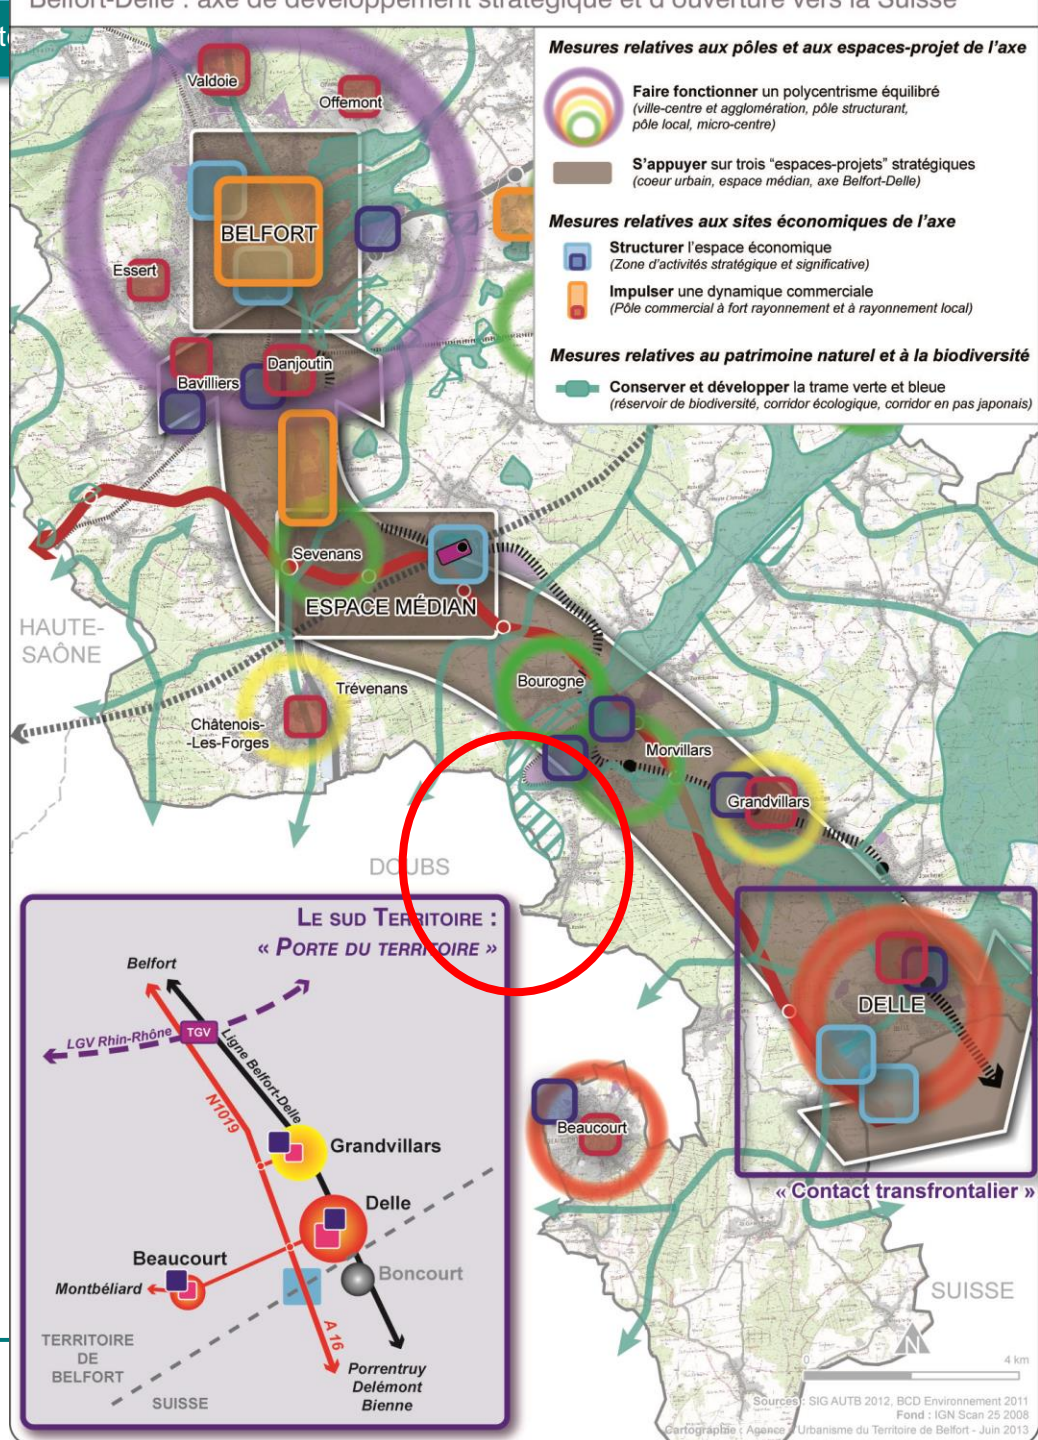 Belfort-Delle : axe de développement stratégique et d'ouverture vers la Suisse
Mesures relatives aux pôles et aux espaces-projet de l'axe
Faire fonctionner un polycentrisme équilibré
(ville-centre et agglomération, pôle structurant,
pôle local, micro-centre)
S'appuyer sur trois "espaces-projets" stratégiques
(coeur urbain, espace médian, axe Belfort-Delle)
Mesures relatives aux sites économiques de l'axe
Structurer l'espace économique
(Zone d'activités stratégique et significative)
Impulser une dynamique commerciale
(Pôle commercial à fort rayonnement et à rayonnement local)
Mesures relatives au patrimoine naturel et à la biodiversité
Conserver et développer la trame verte et bleue
(réservoir de biodiversité, corridor écologique, corridor en pas japonais)
Valdoie
Offemont
BELFORT
Essert
Danjoutin
Bavilliers
Sevenans
ESPACE MÉDIAN
HAUTE-
SAÔNE
Trévenans
Châtenois-
-Les-Forges
Bourogne
Morvillars
Grandvillars
DOUBS
DELLE
Beaucourt
« Contact transfrontalier »
SUISSE
LE SUD TERRITOIRE :
« PORTE DU TERRITOIRE »
Belfort
LGV Rhin-Rhône
TGV
Ligne Belfort-Delle
N1019
Grandvillars
Delle
Beaucourt
Montbéliard
Boncourt
A 16
TERRITOIRE
DE
BELFORT
SUISSE
Porrentruy
Delémont
Bienne
N
0 4 km
Sources : SIG AUTB 2012, BCD Environnement 2011
Fond : IGN Scan 25 2008
Cartographie : Agence d'Urbanisme du Territoire de Belfort - Juin 2013